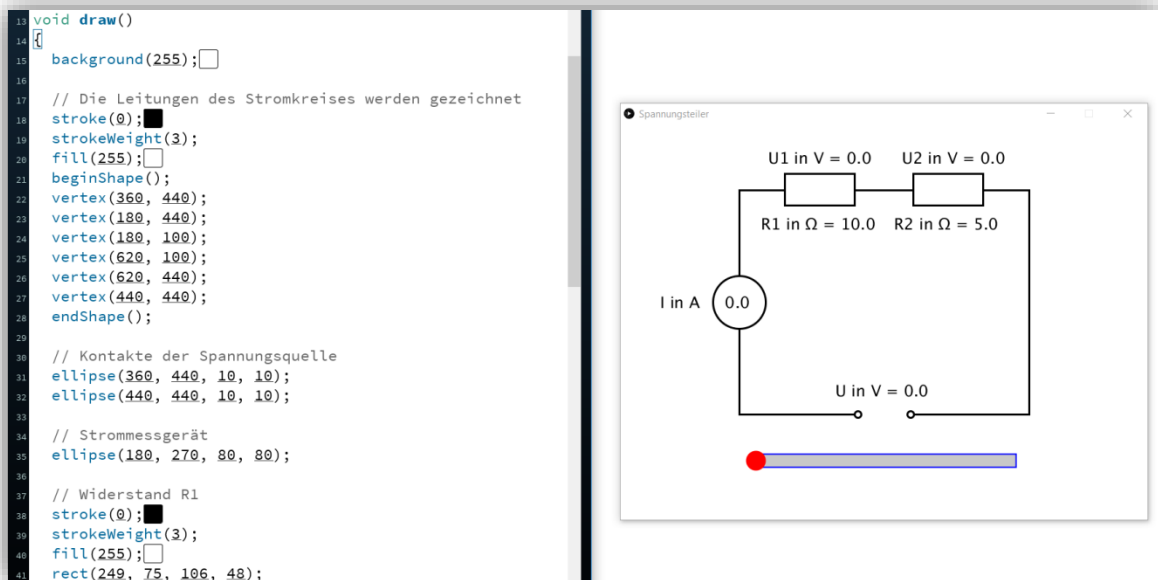 13 void draw()
14 {
15 background(255);
16
17 // Die Leitungen des Stromkreises werden gezeichnet
18 stroke(0);
19 strokeWeight(3);
20 fill(255);
21 beginShape();
22 vertex(360, 440);
23 vertex(180, 440);
24 vertex(180, 100);
25 vertex(620, 100);
26 vertex(620, 440);
27 vertex(440, 440);
28 endShape();
29
30 // Kontakte der Spannungsquelle
31 ellipse(360, 440, 10, 10);
32 ellipse(440, 440, 10, 10);
33
34 // Strommessgerät
35 ellipse(180, 270, 80, 80);
36
37 // Widerstand R1
38 stroke(0);
39 strokeWeight(3);
40 fill(255);
41 rect(249, 75, 106, 48);
Spannungsteiler
U1 in V = 0.0 U2 in V = 0.0
R1 in Ω = 10.0 R2 in Ω = 5.0
I in A 0.0
U in V = 0.0